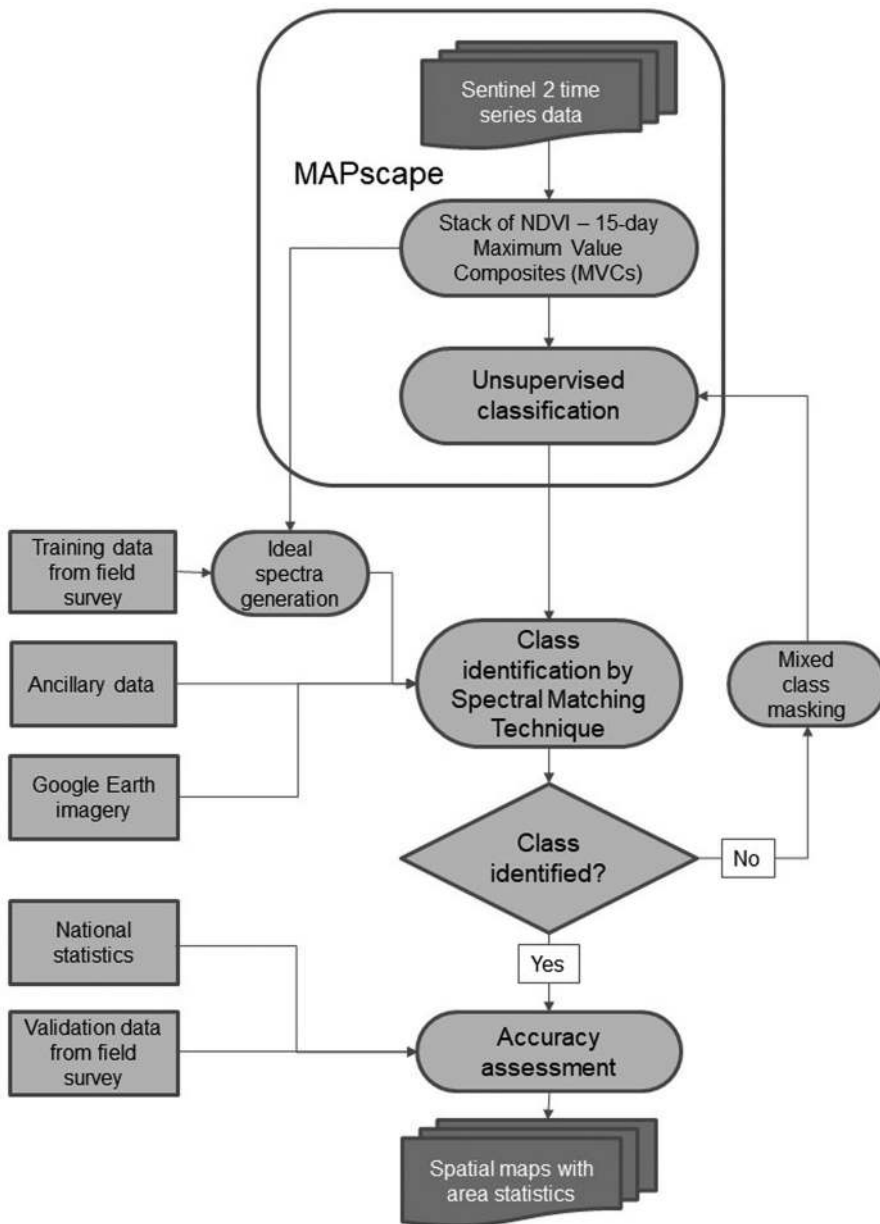 Sentinel 2 time
series data
MAPscape
Stack of NDVI – 15-day
Maximum Value
Composites (MVCs)
Unsupervised
classification
Training data
from field
survey
Ideal
spectra
generation
Ancillary data
Class
identification by
Spectral Matching
Technique
Mixed
class
masking
Google Earth
imagery
Class
identified?
No
National
statistics
Yes
Validation data
from field
survey
Accuracy
assessment
Spatial maps with
area statistics